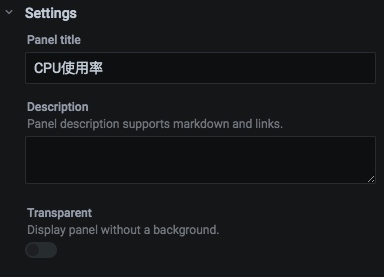 Settings
Panel title
CPU使用率
Description
Panel description supports markdown and links.
Transparent
Display panel without a background.